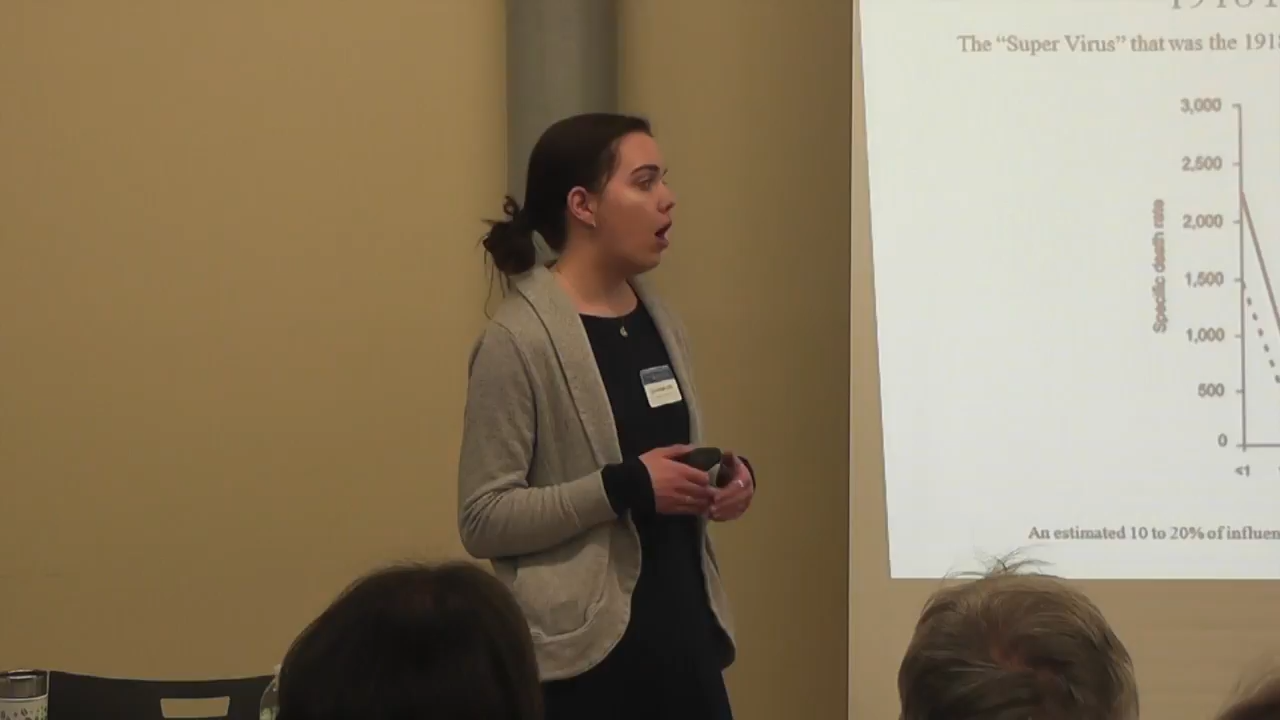 The "Super Virus" that was the 191
3,000
2,500
2,000
1,500
1,000
500
0
Specific death rate
<1
An estimated 10 to 20% of influen